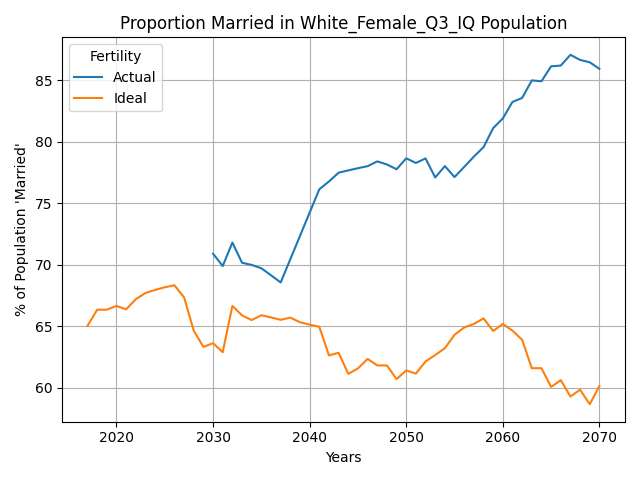 Proportion Married in White_Female_Q3_IQ Population
Fertility
Actual
Ideal
% of Population 'Married'
85
80
75
70
65
60
2020
2030
2040
2050
2060
2070
Years